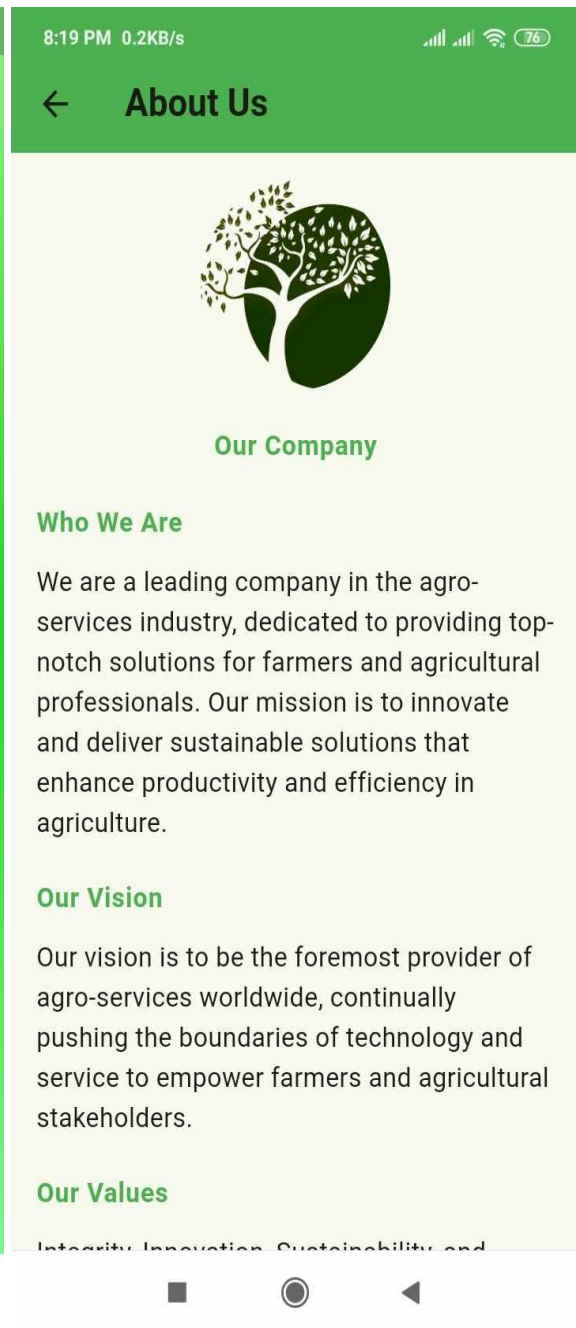 8:19 PM 0.2KB/s 76
About Us
Our Company
Who We Are
We are a leading company in the agro-
services industry, dedicated to providing top-
notch solutions for farmers and agricultural
professionals. Our mission is to innovate
and deliver sustainable solutions that
enhance productivity and efficiency in
agriculture.
Our Vision
Our vision is to be the foremost provider of
agro-services worldwide, continually
pushing the boundaries of technology and
service to empower farmers and agricultural
stakeholders.
Our Values
Integrity, Innovation, Sustainability, and